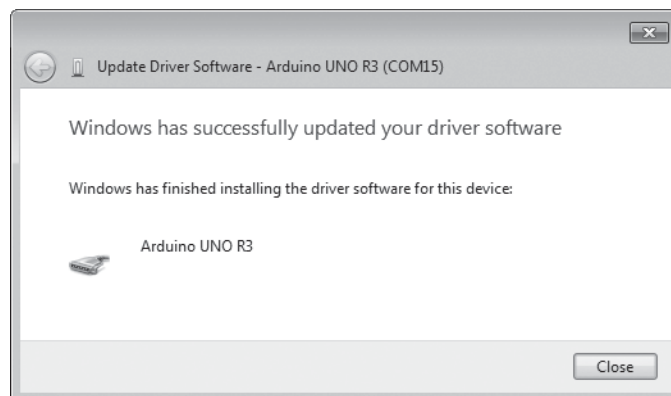 Update Driver Software - Arduino UNO R3 (COM15)
Windows has successfully updated your driver software
Windows has finished installing the driver software for this device:
Arduino UNO R3
Close